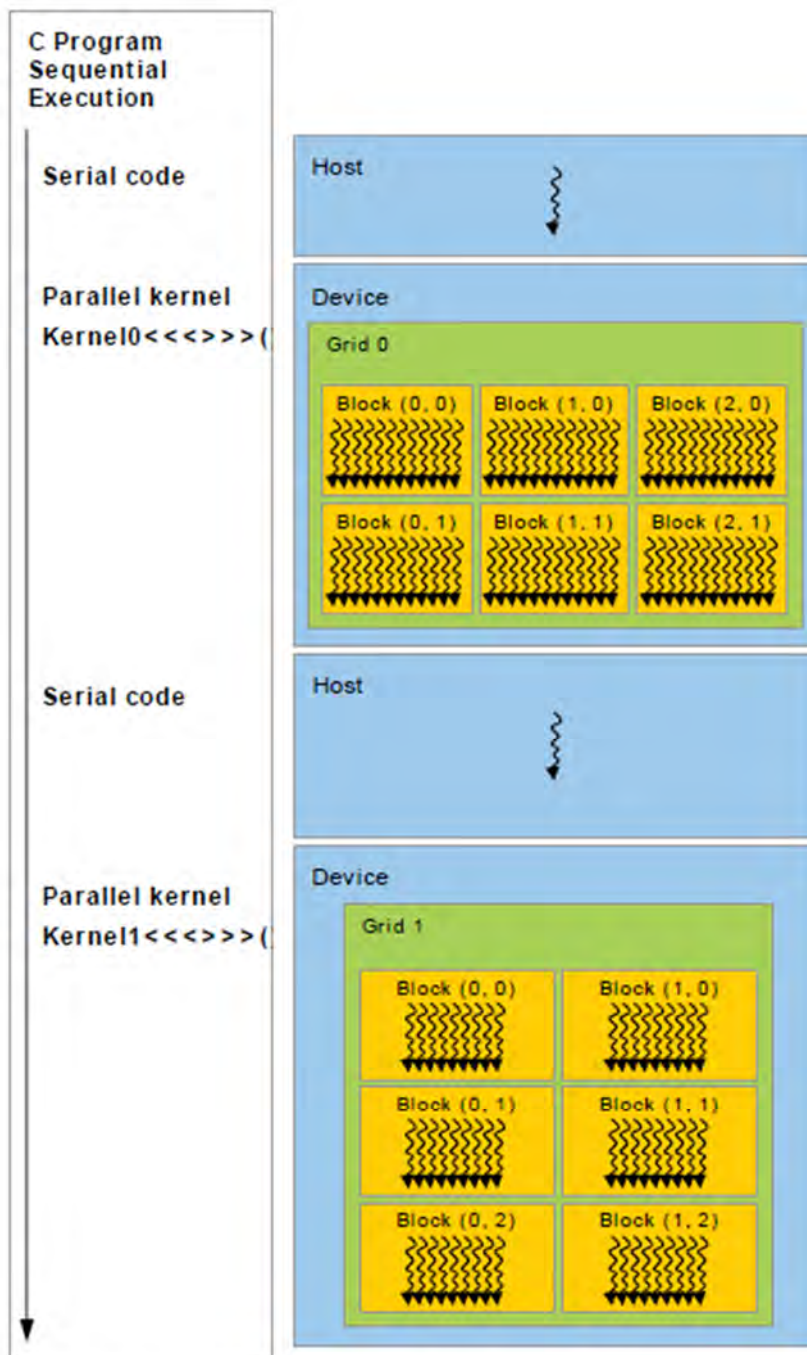 C Program
Sequential
Execution
Serial code
Host
Parallel kernel
Kernel0<<<>>>(
Device
Grid 0
Block (0, 0)
Block (1, 0)
Block (2, 0)
Block (0, 1)
Block (1, 1)
Block (2, 1)
Serial code
Host
Parallel kernel
Kernel1<<<>>>(
Device
Grid 1
Block (0, 0)
Block (1, 0)
Block (0, 1)
Block (1, 1)
Block (0, 2)
Block (1, 2)